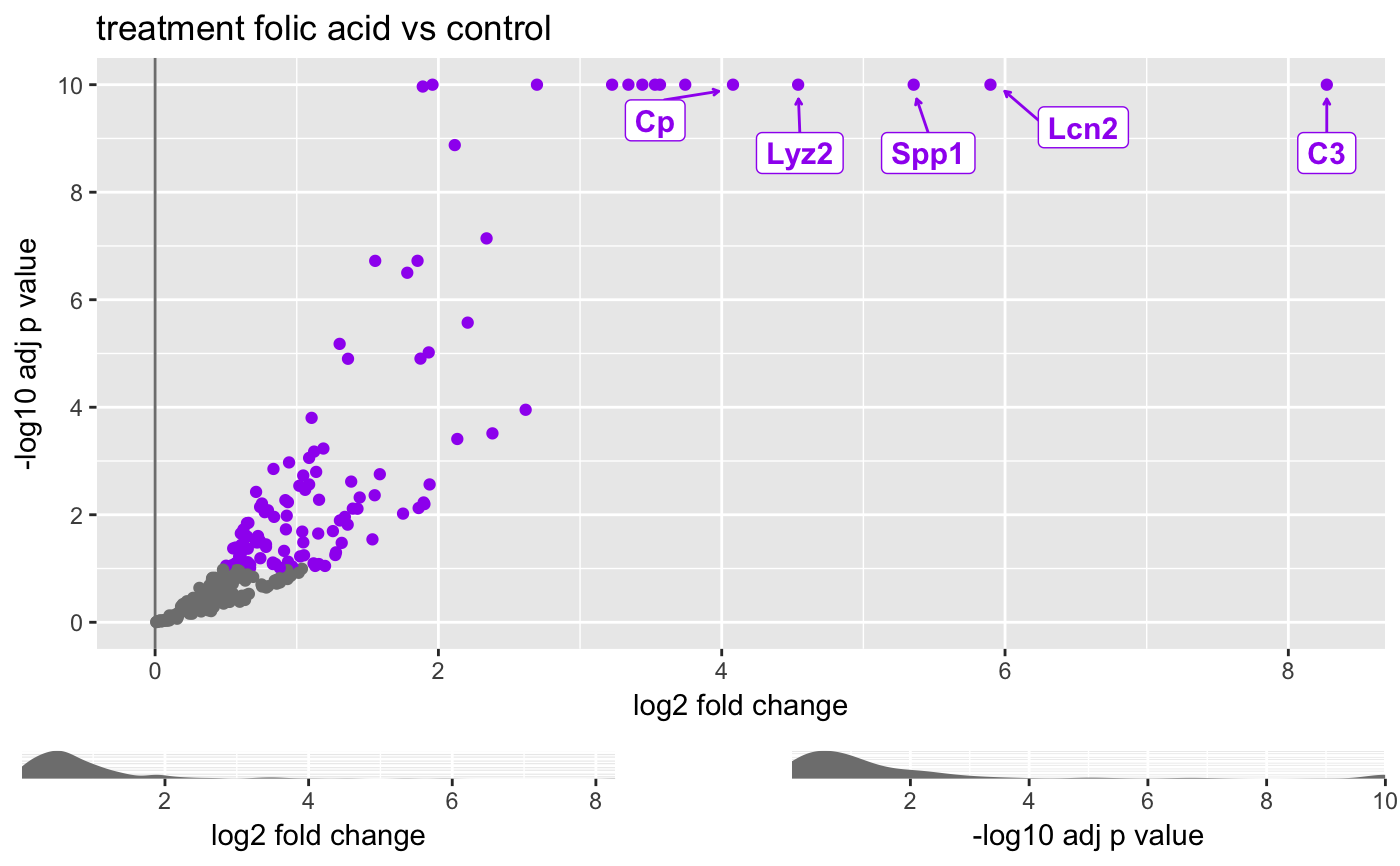 treatment folic acid vs control
-log10 adj p value
10
8
6
4
2
0
Cp
Lyz2
Spp1
Lcn2
C3
0 2 4 6 8
log2 fold change
2 4 6 8
log2 fold change
2 4 6 8 10
-log10 adj p value